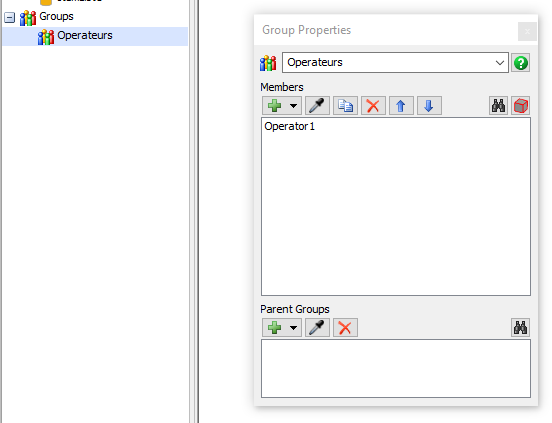 Groups
Operateurs
Group Properties
Operateurs
Members
Operator1
Parent Groups